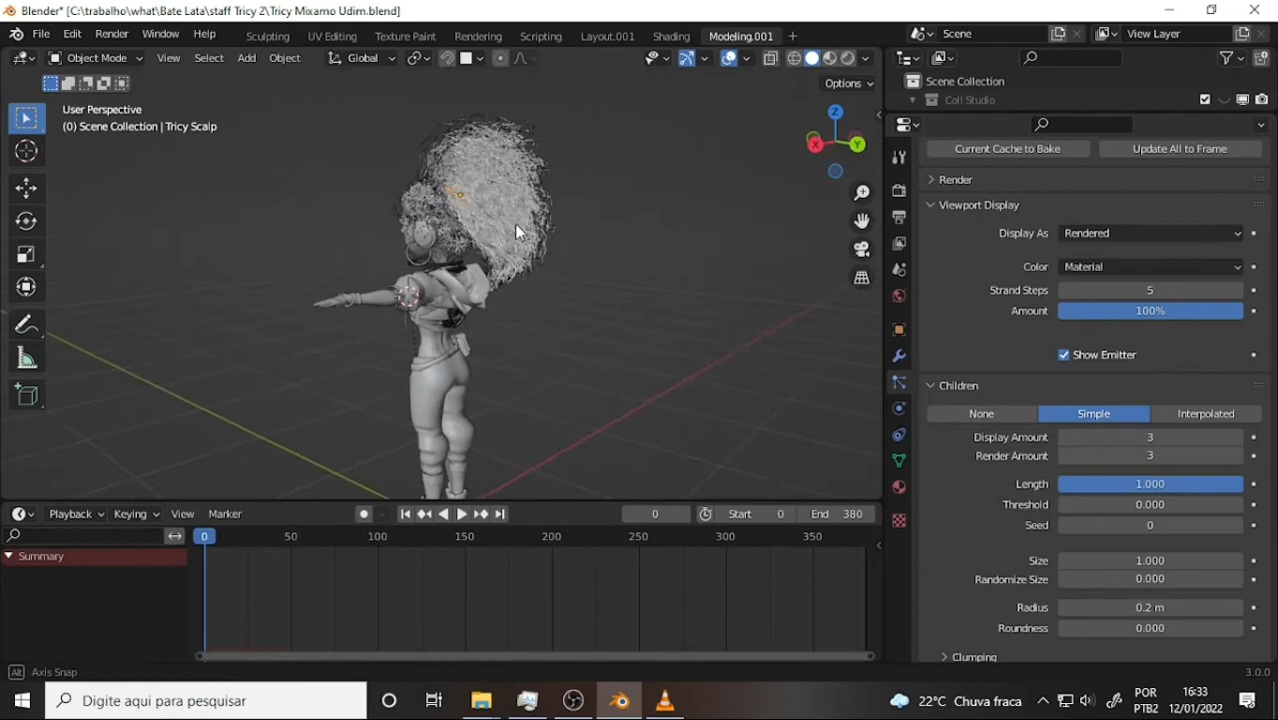 Blender* [C:\trabalho\what\Bate Lata\staff Tricy 2\Tricy Mixamo Udim.blend]
File Edit Render Window Help Sculpting UV Editing Texture Paint Rendering Scripting Layout.001 Shading Modeling.001 + Scene View Layer
Object Mode View Select Add Object Global
Options
User Perspective
(0) Scene Collection | Tricy Scalp
Z
X
Y
Scene Collection
Coll Studio
Current Cache to Bake Update All to Frame
Render
Viewport Display
Display As Rendered
Color Material
Strand Steps 5
Amount 100%
Show Emitter
Children
None Simple Interpolated
Display Amount 3
Render Amount 3
Length 1.000
Threshold 0.000
Seed 0
Size 1.000
Randomize Size 0.000
Radius 0.2 m
Roundness 0.000
Clumping
Playback Keying View Marker 0 Start 0 End 380
0 50 100 150 200 250 300 350
Summary
Alt Axis Snap 3.0.0
Digite aqui para pesquisar
22°C Chuva fraca
POR
PTB2
16:33
12/01/2022